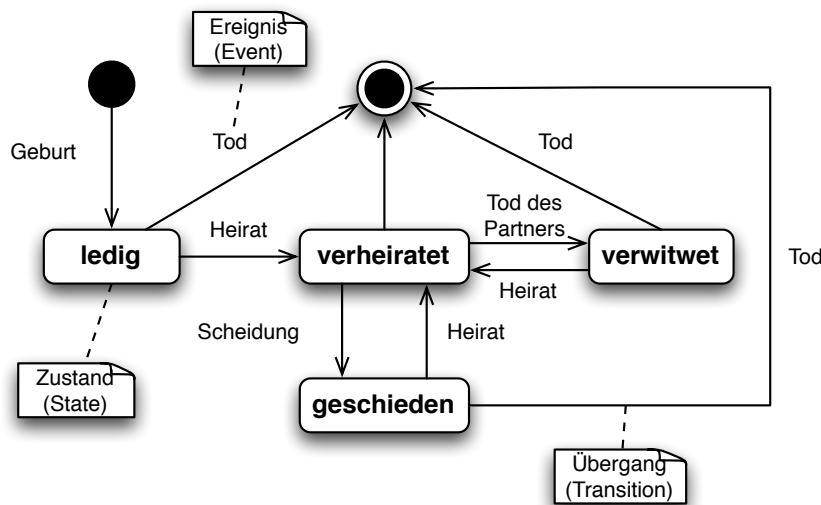 Ereignis
(Event)
Geburt
Tod
Tod
Heirat
Tod des
Partners
ledig
verheiratet
verwitwet
Tod
Heirat
Scheidung
Heirat
Zustand
(State)
geschieden
Übergang
(Transition)